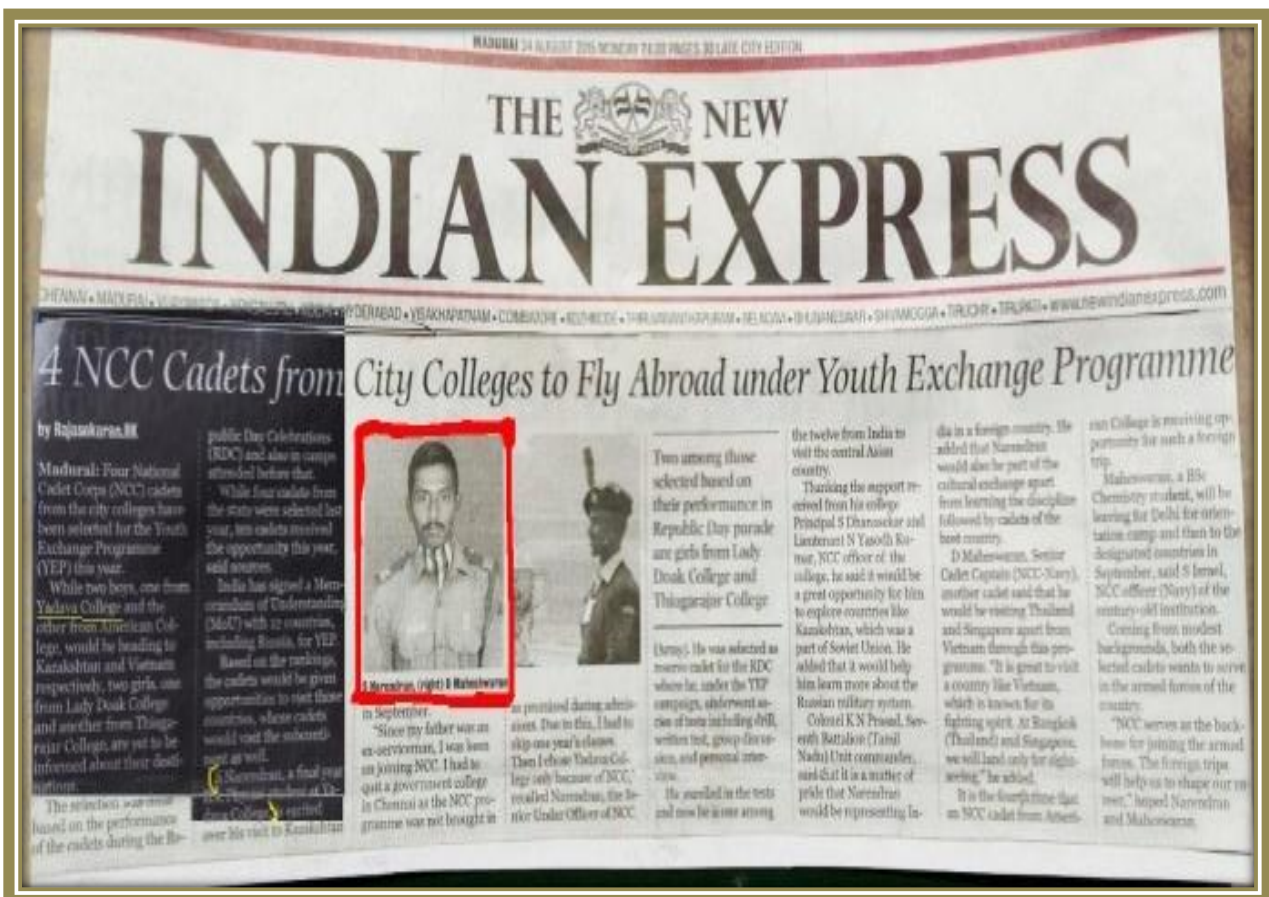 MADURAI 24 AUGUST 2015 MONDAY PAGES 30 LATE CITY EDITION
THE NEW
INDIAN EXPRESS
CHENNAI • MADURAI • HYDERABAD • VISAKHAPATNAM • COIMBATORE • KOZHIKODE • THIRUVANANTHAPURAM • BELAGAVI • BHUBANESWAR • SHIVAMOGGA • TIRUCHY • TIRUPATI • www.newindianexpress.com
4 NCC Cadets from City Colleges to Fly Abroad under Youth Exchange Programme
by Rajasekaran.RK
Madurai: Four National
Cadet Corps (NCC) cadets
from the city colleges have
been selected for the Youth
Exchange Programme
(YEP) this year.
While two boys, one from
Yadava College and the
other from American Col-
lege, would be heading to
Kazakhstan and Vietnam
respectively, two girls, one
from Lady Doak College
and another from Thiaga-
rajar College, are yet to be
informed about their desti-
nations.
The selection was
based on the performance
of the cadets during the Re-
public Day Celebrations
(RDC) and also in camps
attended before that.
While four cadets from
the state were selected last
year, ten cadets received
the opportunity this year,
said sources.
India has signed a Mem-
orandum of Understanding
(MoU) with 12 countries,
including Russia, for YEP.
Based on the rankings,
the cadets would be given
opportunities to visit those
countries, whose cadets
would visit the subconti-
nent as well.
Narendran, a final year
College, is excited
over his visit to Kazakhstan
S Narendran, (right) D Maheshwaran
in September.
"Since my father was an
ex-serviceman, I was keen
on joining NCC. I had to
quit a government college
in Chennai as the NCC pro-
gramme was not brought in
as promised during admis-
sions. Due to this, I had to
skip one year's classes.
Then I chose Yadava Col-
lege only because of NCC,"
recalled Narendran, the Ju-
nior Under Officer of NCC
Two among those
selected based on
their performance in
Republic Day parade
are girls from Lady
Doak College and
Thiagarajar College
(Army). He was selected as
reserve cadet for the RDC
where he, under the YEP
campaign, underwent se-
ries of tests including drill,
written test, group discus-
sion, and personal inter-
view.
He excelled in the tests
and now he is one among
the twelve from India to
visit the central Asian
country.
Thanking the support re-
ceived from his college
Principal S Dhanasekar and
Lieutenant N Yasodh Ku-
mar, NCC officer of the
college, he said it would be
a great opportunity for him
to explore countries like
Kazakhstan, which was a
part of Soviet Union. He
added that it would help
him learn more about the
Russian military system.
Colonel K N Prasad, Sev-
enth Battalion (Tamil
Nadu) Unit commander,
said that it is a matter of
pride that Narendran
would be representing In-
dia in a foreign country. He
added that Narendran
would also be part of the
cultural exchange apart
from learning the discipline
followed by cadets of the
host country.
D Maheswaran, Senior
Cadet Captain (NCC-Navy),
another cadet said that he
would be visiting Thailand
and Singapore apart from
Vietnam through this pro-
gramme. "It is great to visit
a country like Vietnam,
which is known for its
fighting spirit. At Bangkok
(Thailand) and Singapore,
we will land only for sight-
seeing," he added.
It is the fourth time that
an NCC cadet from Ameri-
can College is receiving op-
portunity for such a foreign
trip.
Maheswaran, a BSc
Chemistry student, will be
leaving for Delhi for orien-
tation camp and then to the
designated countries in
September, said S
NCC officer (Navy) of the
century-old institution.
Coming from modest
backgrounds, both the se-
lected cadets wants to serve
in the armed forces of the
country.
"NCC serves as the back-
bone for joining the armed
forces. The foreign trips
will help us to shape our ca-
reer," hoped Narendran
and Maheswaran.